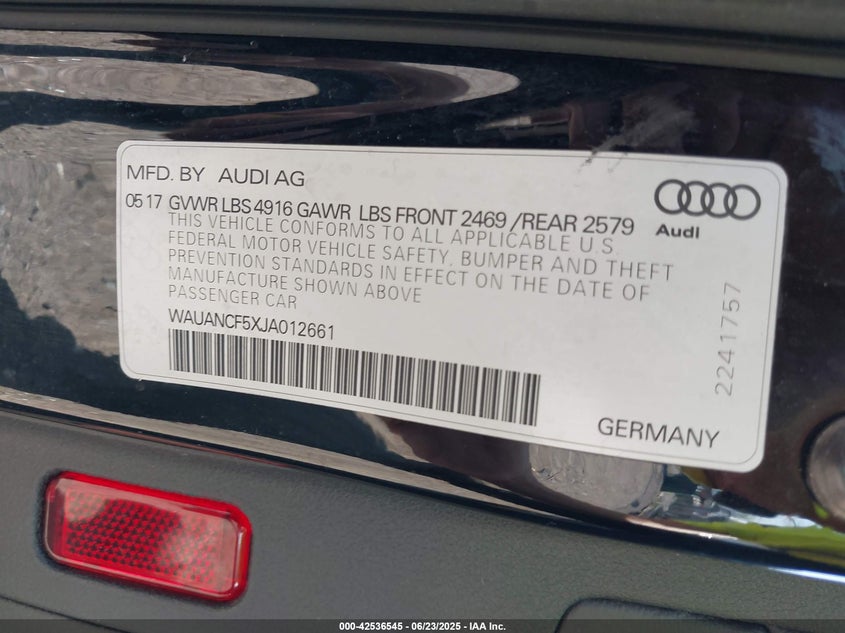 MFD. BY AUDI AG
05 17 GVWR LBS 4916 GAWR LBS FRONT 2469 /REAR 2579
THIS VEHICLE CONFORMS TO ALL APPLICABLE U.S.
FEDERAL MOTOR VEHICLE SAFETY, BUMPER AND THEFT
PREVENTION STANDARDS IN EFFECT ON THE DATE OF
MANUFACTURE SHOWN ABOVE
PASSENGER CAR
WAUANCF5XJA012661
Audi
2241757
GERMANY
000-42536545 - 06/23/2025 - IAA Inc.